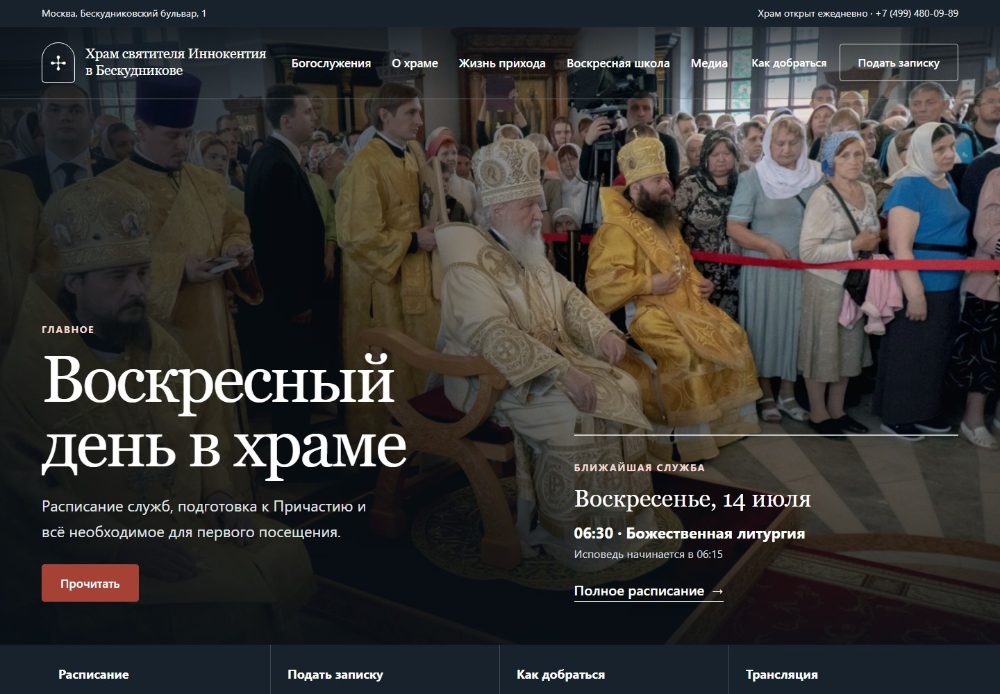 Москва, Бескудниковский бульвар, 1
Храм открыт ежедневно · +7 (499) 480-09-89
Храм святителя Иннокентия
в Бескудникове
Богослужения
О храме
Жизнь прихода
Воскресная школа
Медиа
Как добраться
Подать записку
ГЛАВНОЕ
Воскресный
день в храме
Расписание служб, подготовка к Причастию и
всё необходимое для первого посещения.
Прочитать
БЛИЖАЙШАЯ СЛУЖБА
Воскресенье, 14 июля
06:30 · Божественная литургия
Исповедь начинается в 06:15
Полное расписание →
Расписание
Подать записку
Как добраться
Трансляция